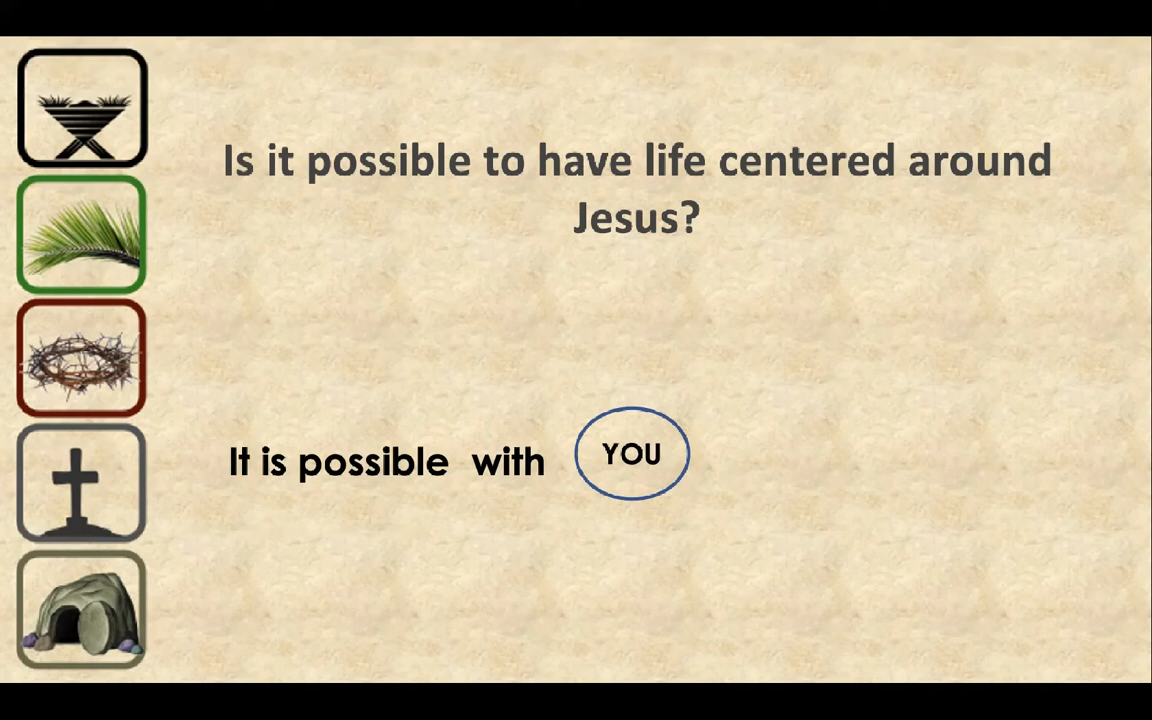 Is it possible to have life centered around
Jesus?
It is possible with YOU